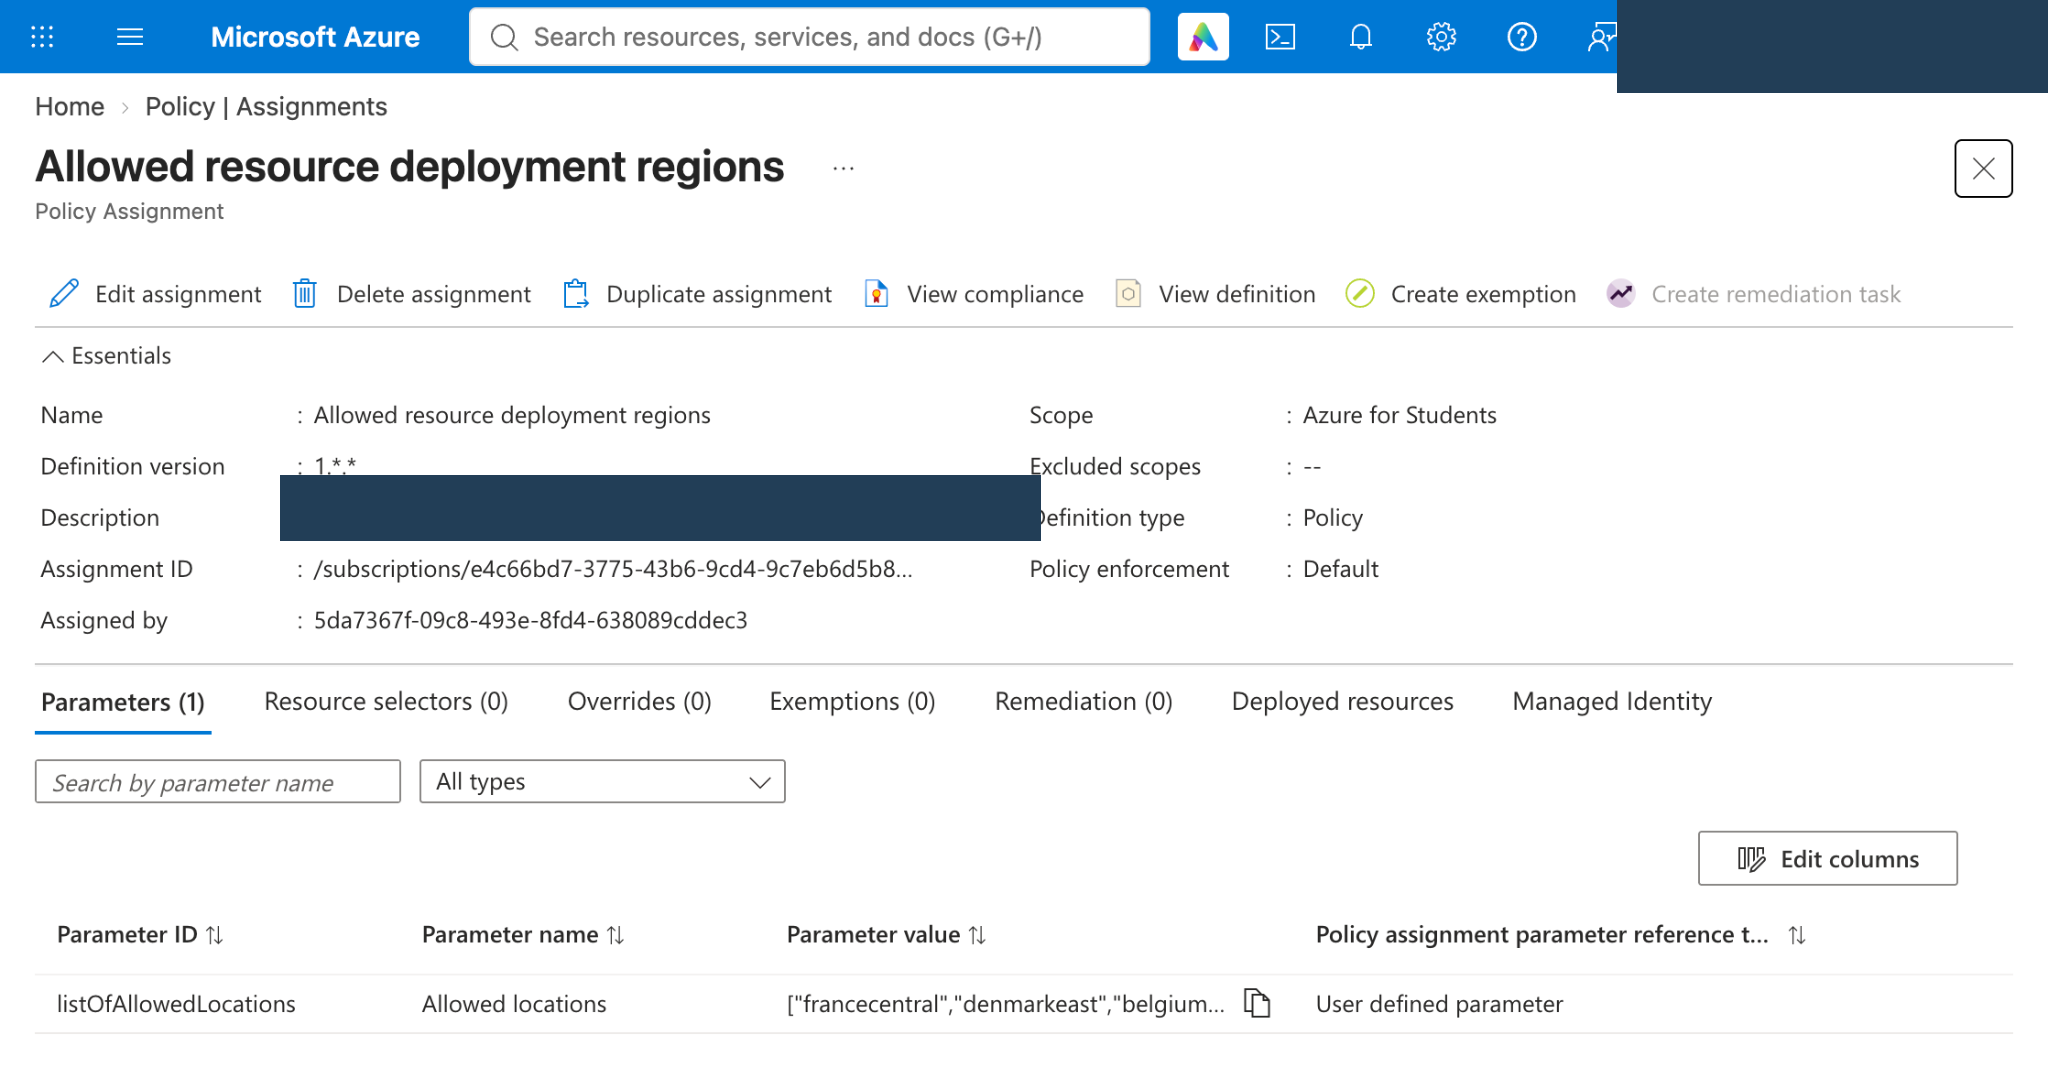 Microsoft Azure
Search resources, services, and docs (G+/)
Home > Policy | Assignments
Allowed resource deployment regions ...
Policy Assignment
Edit assignment Delete assignment Duplicate assignment View compliance View definition Create exemption Create remediation task
Essentials
Name : Allowed resource deployment regions Scope : Azure for Students
Definition version : 1.*.* Excluded scopes : --
Description Definition type : Policy
Assignment ID : /subscriptions/e4c66bd7-3775-43b6-9cd4-9c7eb6d5b8... Policy enforcement : Default
Assigned by : 5da7367f-09c8-493e-8fd4-638089cddec3
Parameters (1) Resource selectors (0) Overrides (0) Exemptions (0) Remediation (0) Deployed resources Managed Identity
Search by parameter name All types
Edit columns
Parameter ID Parameter name Parameter value Policy assignment parameter reference t...
listOfAllowedLocations Allowed locations ["francecentral","denmarkeast","belgium... User defined parameter